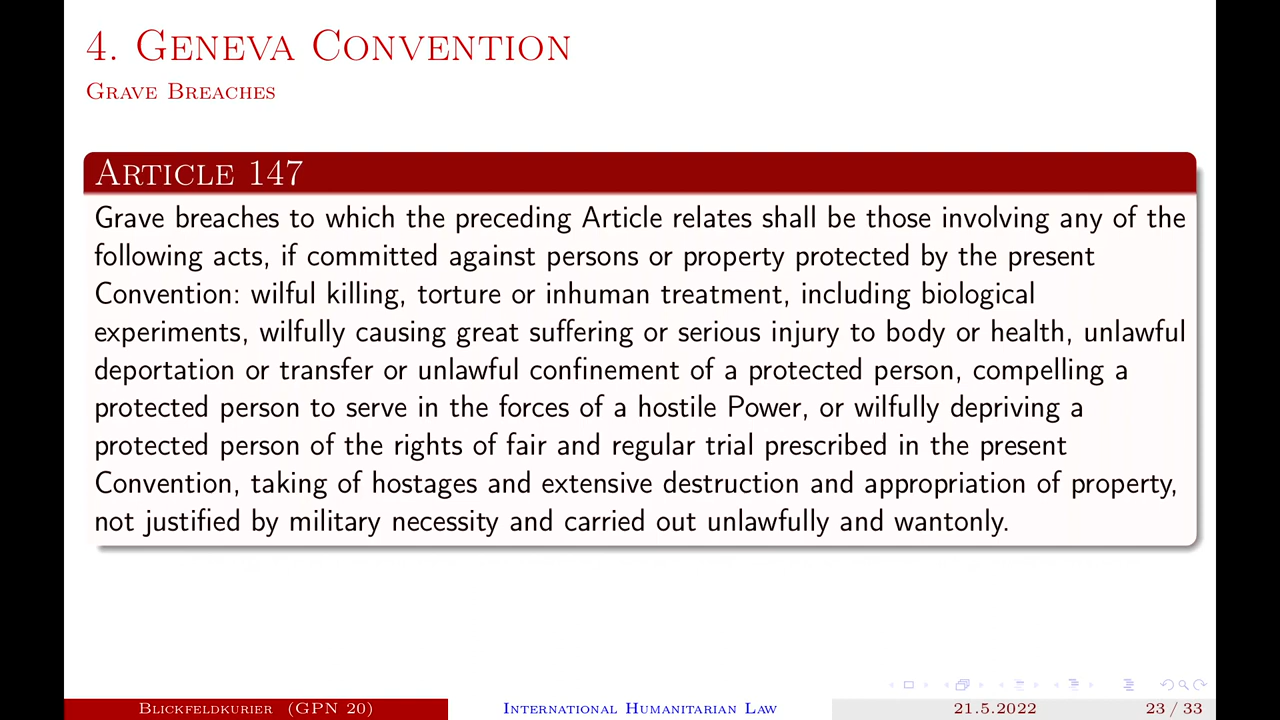 4. Geneva Convention
Grave Breaches
Article 147
Grave breaches to which the preceding Article relates shall be those involving any of the
following acts, if committed against persons or property protected by the present
Convention: wilful killing, torture or inhuman treatment, including biological
experiments, wilfully causing great suffering or serious injury to body or health, unlawful
deportation or transfer or unlawful confinement of a protected person, compelling a
protected person to serve in the forces of a hostile Power, or wilfully depriving a
protected person of the rights of fair and regular trial prescribed in the present
Convention, taking of hostages and extensive destruction and appropriation of property,
not justified by military necessity and carried out unlawfully and wantonly.
Blickfeldkurier (GPN 20) International Humanitarian Law 21.5.2022 23 / 33